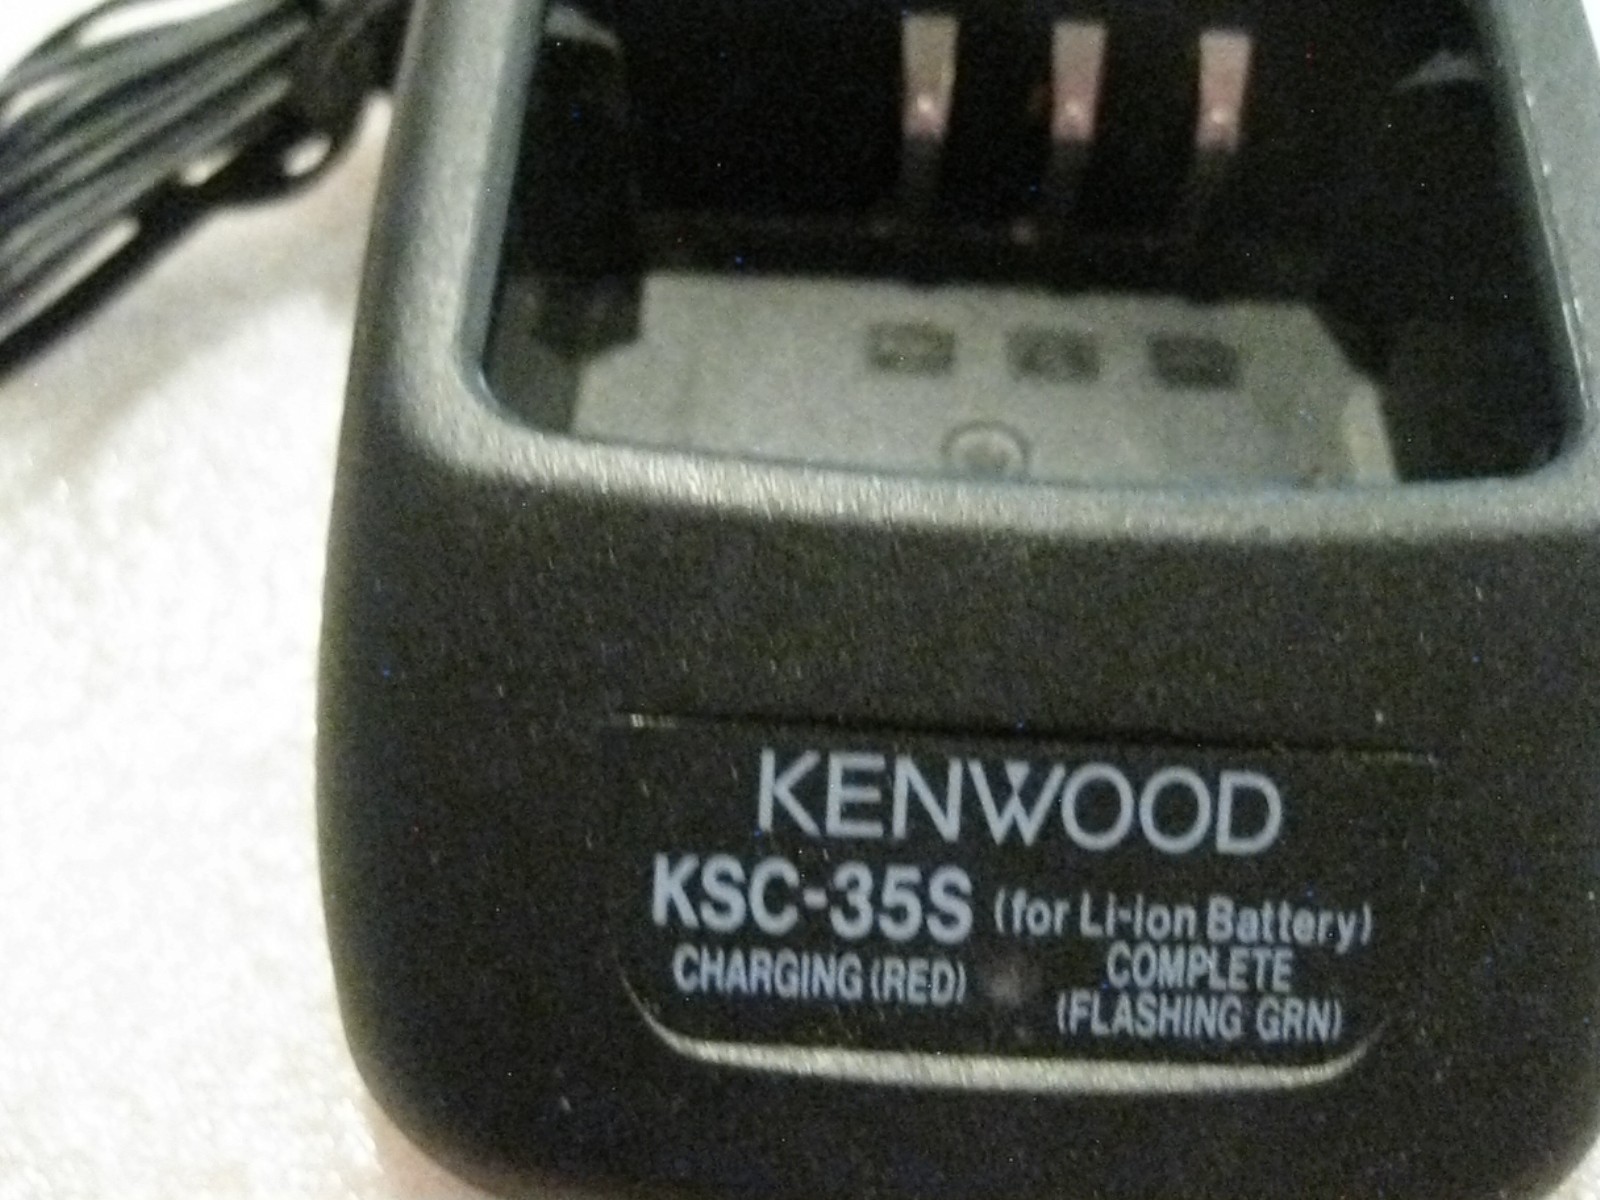 KENWOOD
KSC-35S (for Li-ion Battery)
CHARGING (RED) COMPLETE
(FLASHING GRN)